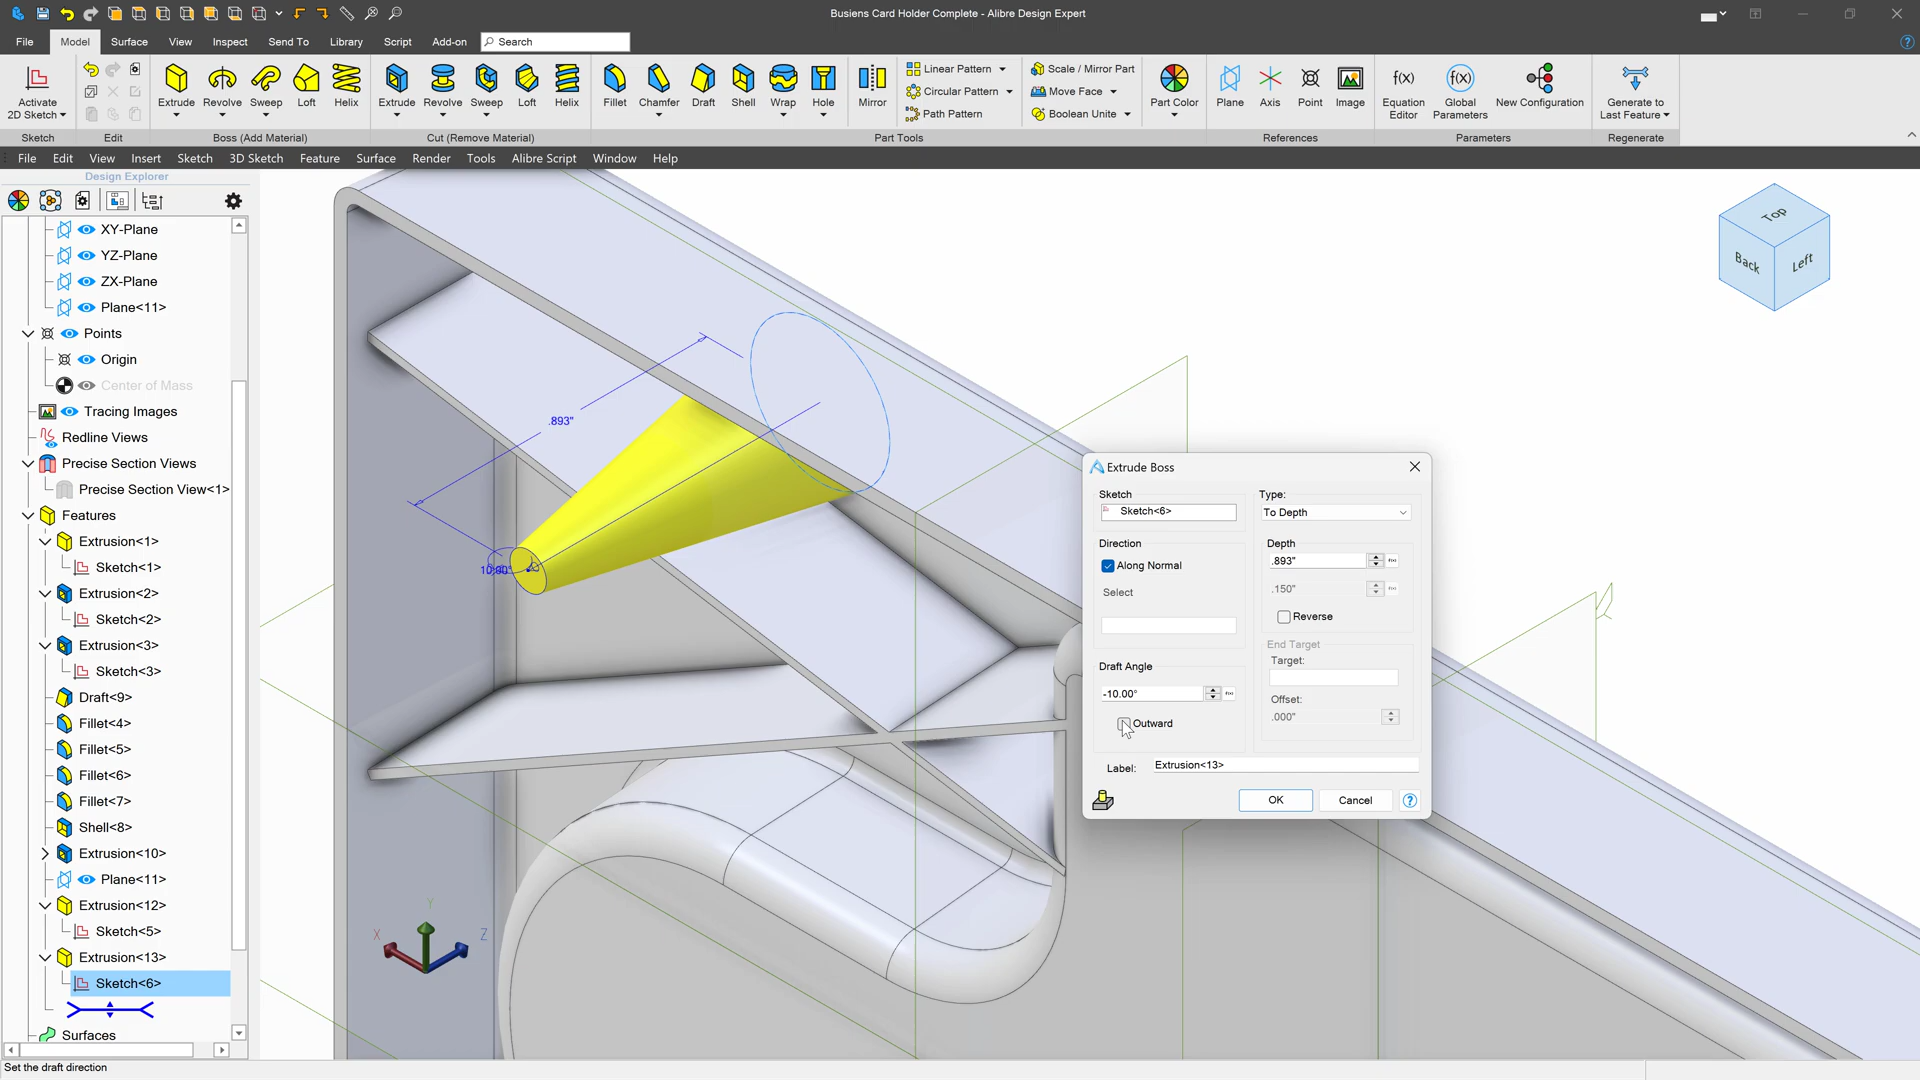 Busiens Card Holder Complete - Alibre Design Expert
File Model Surface View Inspect Send To Library Script Add-on Search
Activate 2D Sketch
Extrude Revolve Sweep Loft Helix
Extrude Revolve Sweep Loft Helix
Fillet Chamfer Draft Shell Wrap Hole Mirror
Linear Pattern
Circular Pattern
Path Pattern
Scale / Mirror Part
Move Face
Boolean Unite
Part Color
Plane Axis Point Image
Equation Editor
Global Parameters
New Configuration
Generate to Last Feature
Sketch Edit Boss (Add Material) Cut (Remove Material) Part Tools References Parameters Regenerate
File Edit View Insert Sketch 3D Sketch Feature Surface Render Tools Alibre Script Window Help
Design Explorer
XY-Plane
YZ-Plane
ZX-Plane
Plane<11>
Points
Origin
Center of Mass
Tracing Images
Redline Views
Precise Section Views
Precise Section View<1>
Features
Extrusion<1>
Sketch<1>
Extrusion<2>
Sketch<2>
Extrusion<3>
Sketch<3>
Draft<9>
Fillet<4>
Fillet<5>
Fillet<6>
Fillet<7>
Shell<8>
Extrusion<10>
Plane<11>
Extrusion<12>
Sketch<5>
Extrusion<13>
Sketch<6>
Surfaces
Set the draft direction
.893"
10.00°
X
Y
Z
Top
Back
Left
Extrude Boss
Sketch
Sketch<6>
Type:
To Depth
Direction
Along Normal
Select
Depth
.893"
.150"
Reverse
End Target
Target:
Offset:
.000"
Draft Angle
-10.00°
Outward
Label: Extrusion<13>
OK Cancel